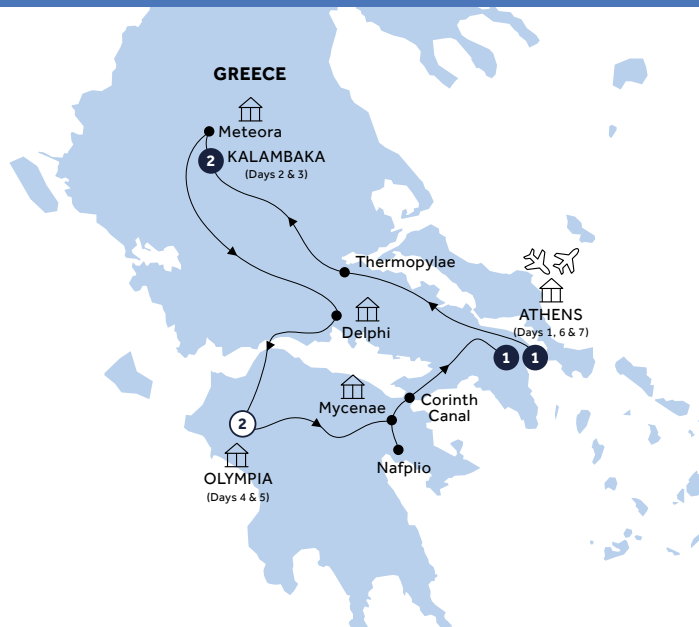 GREECE
Meteora
2
KALAMBAKA
(Days 2 & 3)
Thermopylae
ATHENS
(Days 1, 6 & 7)
1
1
Delphi
Mycenae
Corinth
Canal
2
Nafplio
OLYMPIA
(Days 4 & 5)